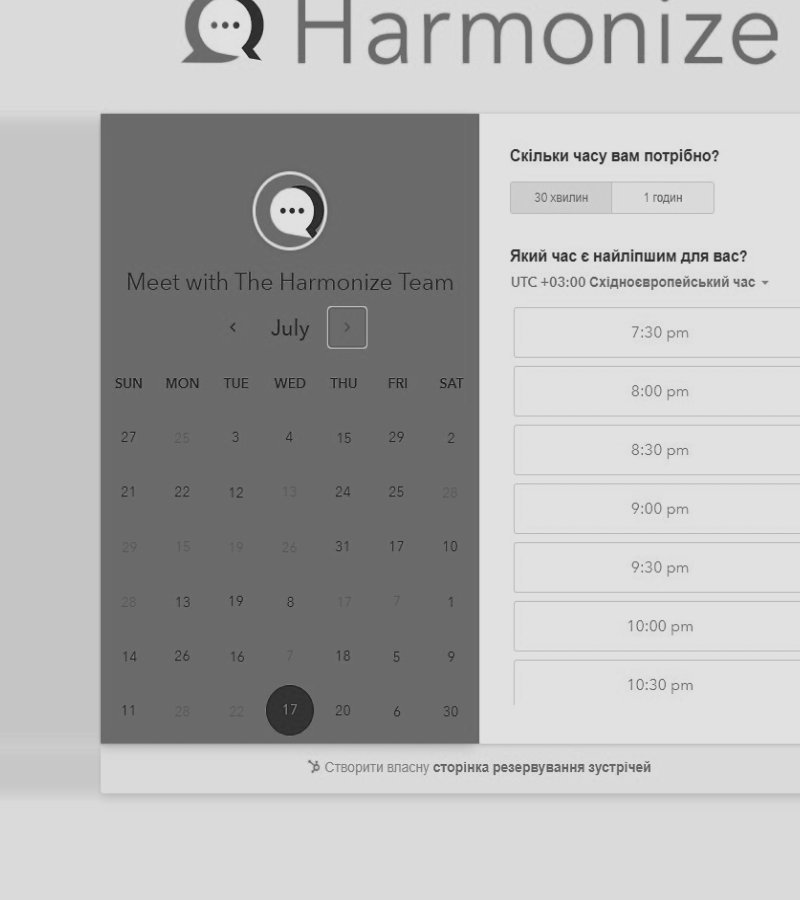 Harmonize
Meet with The Harmonize Team
July
SUN MON TUE WED THU FRI SAT
27 25 3 4 15 29 2
21 22 12 13 24 25 28
29 15 19 26 31 17 10
28 13 19 8 17 7 1
14 26 16 7 18 5 9
11 28 22 17 20 6 30
Скільки часу вам потрібно?
30 хвилин 1 годин
Який час є найліпшим для вас?
UTC +03:00 Східноєвропейський час
7:30 pm
8:00 pm
8:30 pm
9:00 pm
9:30 pm
10:00 pm
10:30 pm
Створити власну сторінка резервування зустрічей